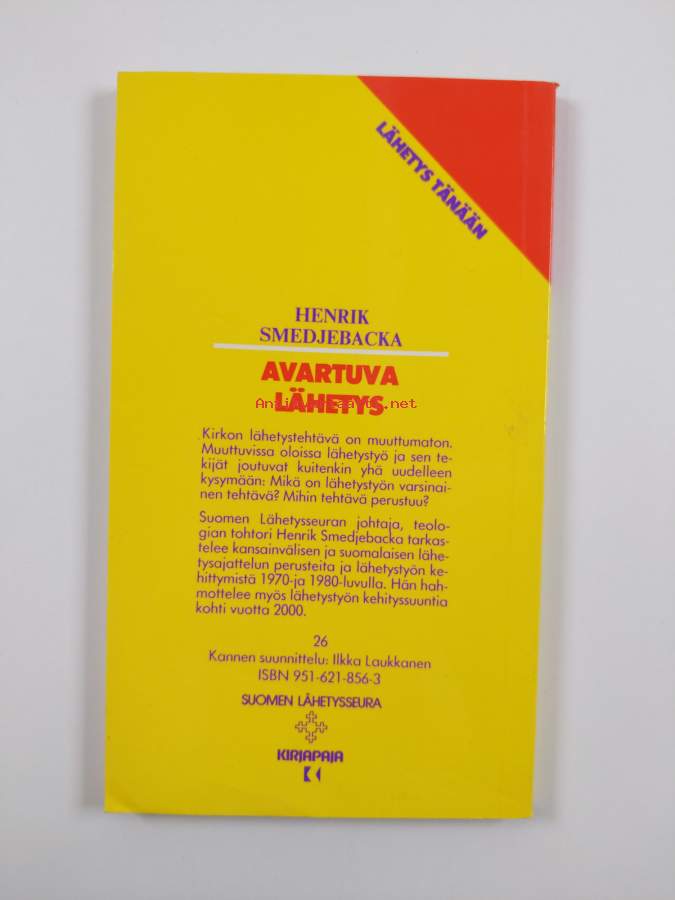 LÄHETYS TÄNÄÄN
HENRIK
SMEDJEBACKA
AVARTUVA
LÄHETYS
Antikvariaatti.net
Kirkon lähetystehtävä on muuttumaton.
Muuttuvissa oloissa lähetystyö ja sen te-
kijät joutuvat kuitenkin yhä uudelleen
kysymään: Mikä on lähetystyön varsinai-
nen tehtävä? Mihin tehtävä perustuu?
Suomen Lähetysseuran johtaja, teolo-
gian tohtori Henrik Smedjebacka tarkas-
telee kansainvälisen ja suomalaisen lähe-
tysajattelun perusteita ja lähetystyön ke-
hittymistä 1970-ja 1980-luvulla. Hän hah-
mottelee myös lähetystyön kehityssuuntia
kohti vuotta 2000.
26
Kannen suunnittelu: Ilkka Laukkanen
ISBN 951-621-856-3
SUOMEN LÄHETYSSEURA
KIRJAPAJA